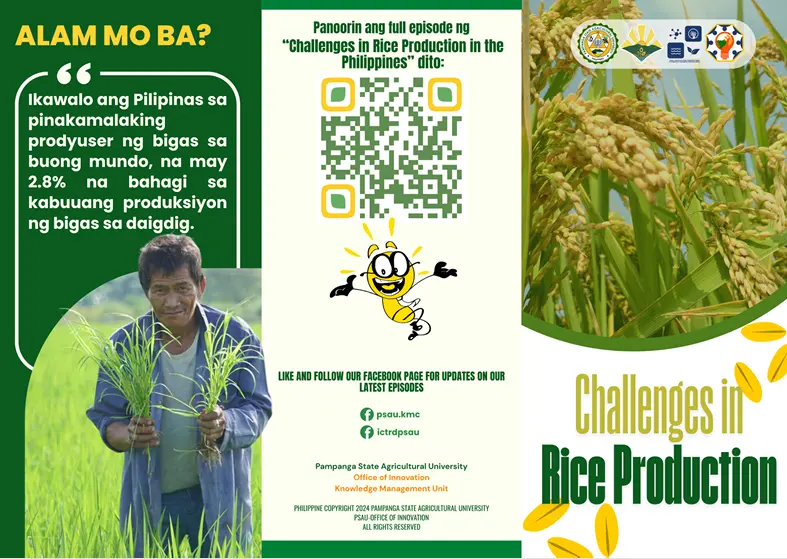 ALAM MO BA?
Ikawalo ang Pilipinas sa
pinakamalaking
prodyuser ng bigas sa
buong mundo, na may
2.8% na bahagi sa
kabuuang produksiyon
ng bigas sa daigdig.
Panoorin ang full episode ng
“Challenges in Rice Production in the
Philippines” dito:
LIKE AND FOLLOW OUR FACEBOOK PAGE FOR UPDATES ON OUR
LATEST EPISODES
psau.kmc
ictrdpsau
Pampanga State Agricultural University
Office of Innovation
Knowledge Management Unit
PHILIPPINE COPYRIGHT 2024 PAMPANGA STATE AGRICULTURAL UNIVERSITY
PSAU-OFFICE OF INNOVATION
ALL RIGHTS RESERVED
Challenges in
Rice Production